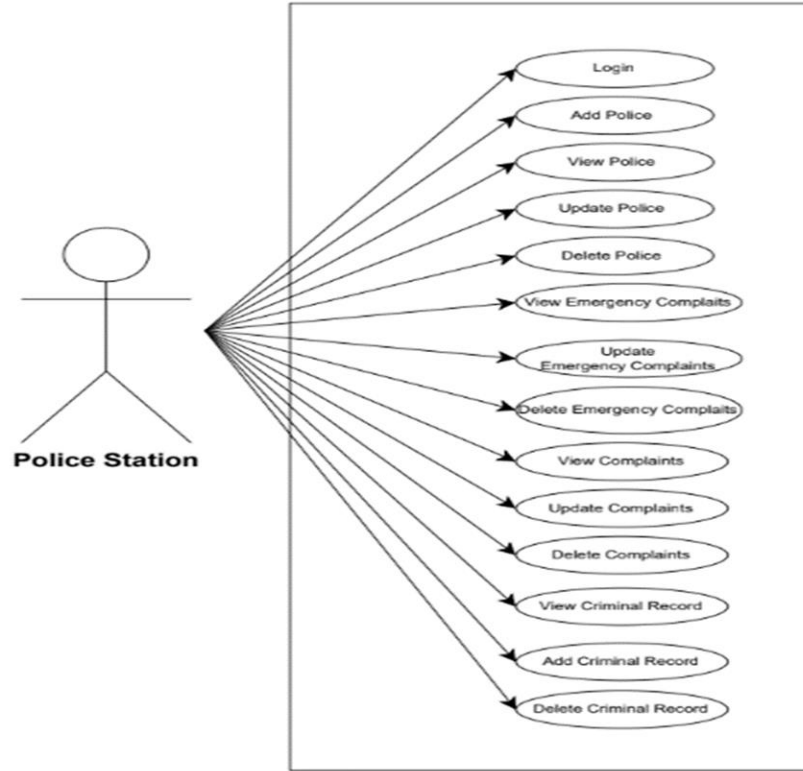 Login
Add Police
View Police
Update Police
Delete Police
View Emergency Complaits
Update
Emergency Complaints
Delete Emergency Complaits
Police Station
View Complaints
Update Complaints
Delete Complaints
View Criminal Record
Add Criminal Record
Delete Criminal Record